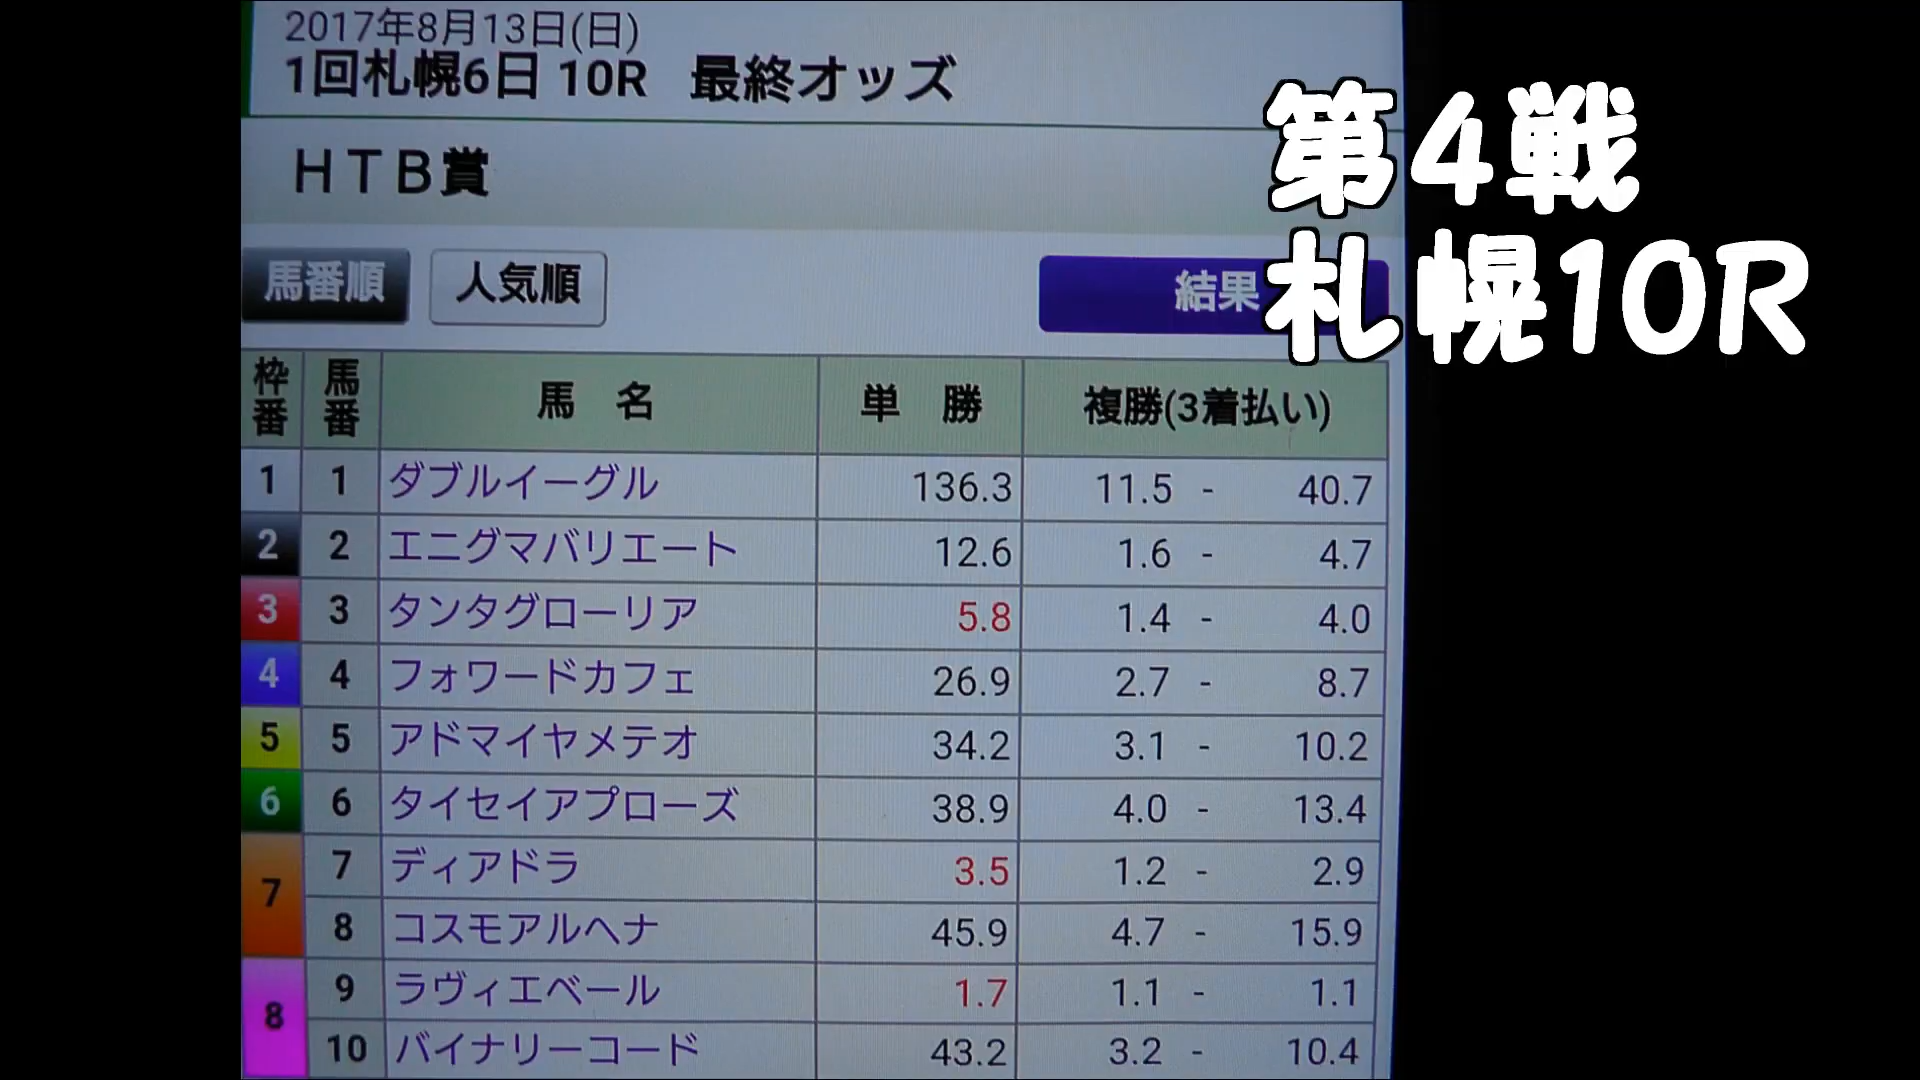 2017年8月13日(日)
1回札幌6日 10R 最終オッズ
第4戦
HTB賞
札幌10R
馬番順 人気順 結果
枠番 馬番 馬 名 単 勝 複勝(3着払い)
1 1 ダブルイーグル 136.3 11.5 - 40.7
2 2 エニグマバリエート 12.6 1.6 - 4.7
3 3 タンタグローリア 5.8 1.4 - 4.0
4 4 フォワードカフェ 26.9 2.7 - 8.7
5 5 アドマイヤメテオ 34.2 3.1 - 10.2
6 6 タイセイアプローズ 38.9 4.0 - 13.4
7 7 ディアドラ 3.5 1.2 - 2.9
8 コスモアルヘナ 45.9 4.7 - 15.9
8 9 ラヴィエベール 1.7 1.1 - 1.1
10 バイナリーコード 43.2 3.2 - 10.4